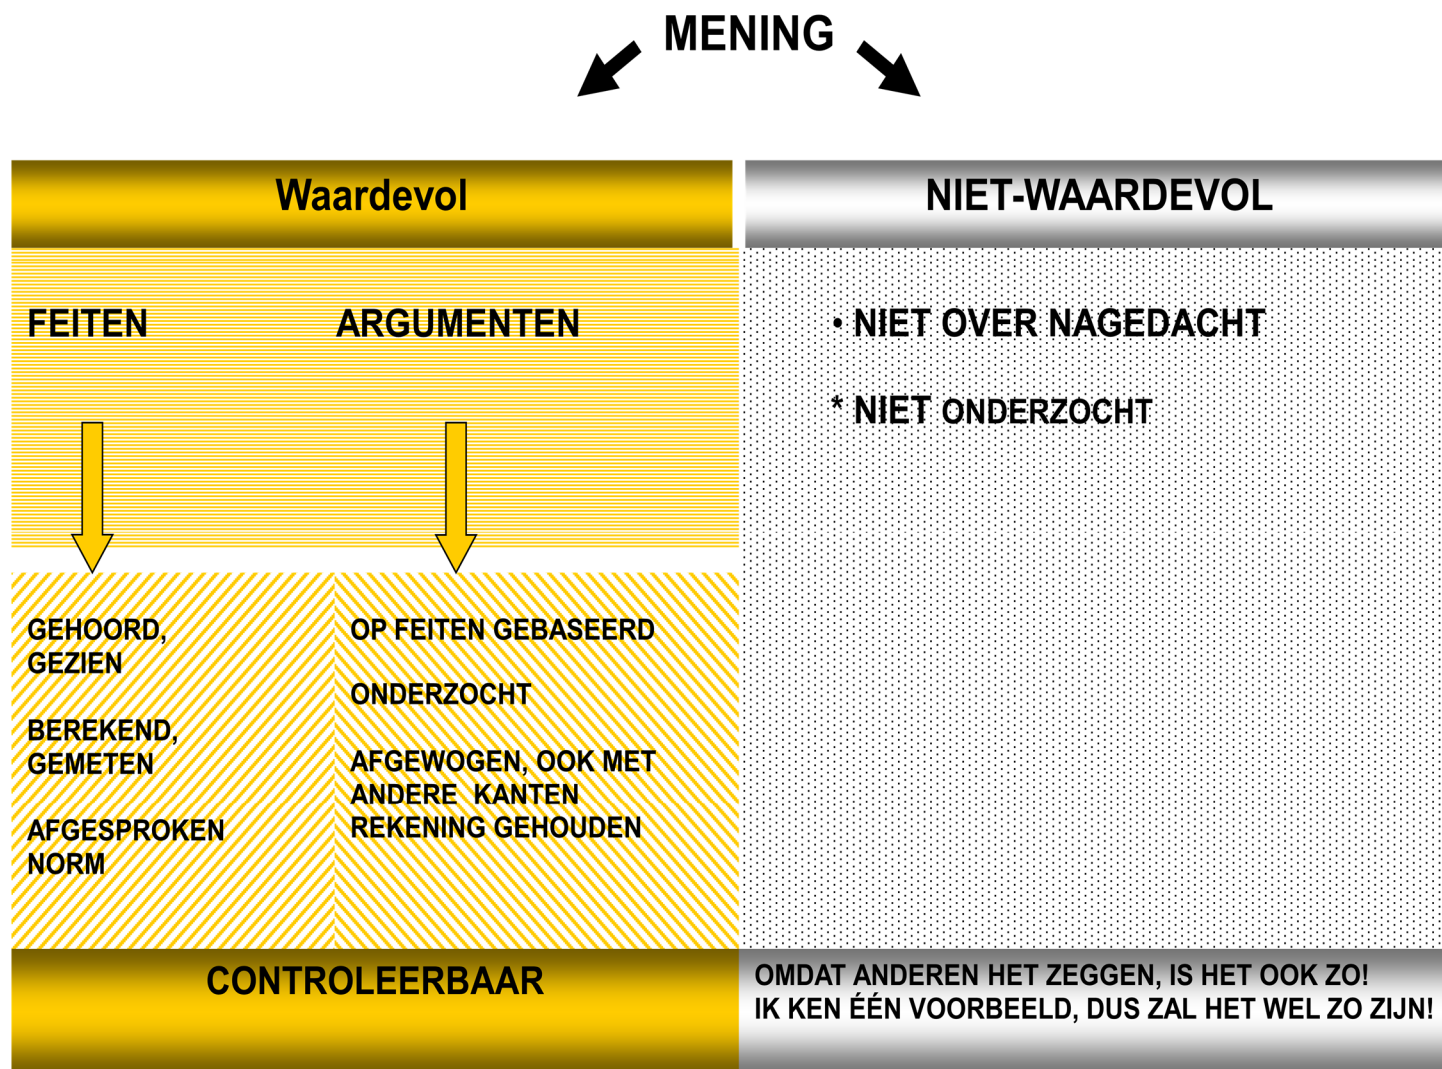 MENING
Waardevol
NIET-WAARDEVOL
FEITEN
ARGUMENTEN
• NIET OVER NAGEDACHT
* NIET ONDERZOCHT
GEHOORD,
GEZIEN
BEREKEND,
GEMETEN
AFGESPROKEN
NORM
OP FEITEN GEBASEERD
ONDERZOCHT
AFGEWOGEN, OOK MET
ANDERE KANTEN
REKENING GEHOUDEN
CONTROLEERBAAR
OMDAT ANDEREN HET ZEGGEN, IS HET OOK ZO!
IK KEN ÉÉN VOORBEELD, DUS ZAL HET WEL ZO ZIJN!